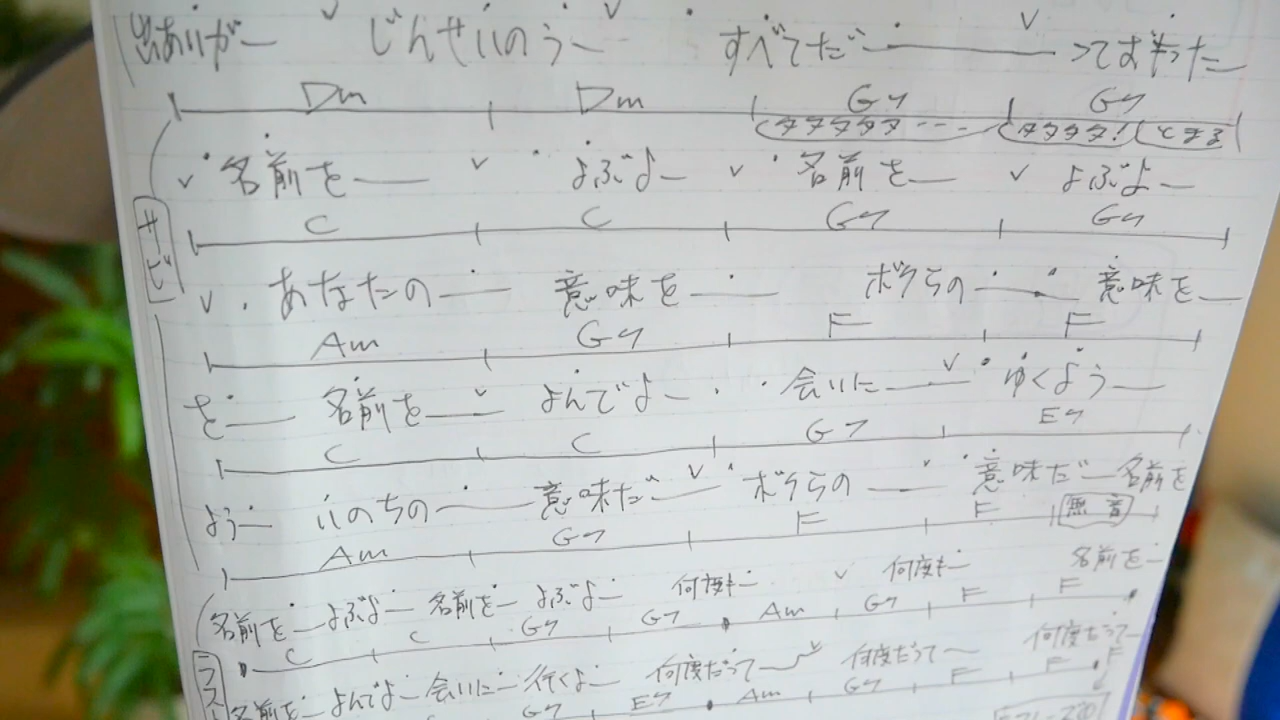 出あいが じんせいのう すべてだ って思った
Dm Dm G7 G7
タタタタタ --- タタタタ! とまる
名前を よぶよ 名前を よぶよ
サビ
C C G7 G7
あなたの 意味を ボクらの 意味を
Am G7 F F
を 名前を よんでよ 会いに ゆくよう
C C G7 E7
よう いのちの 意味だ ボクらの 意味だ 名前を
Am G7 F F 無音
名前を よぶよ 名前を よぶよ 何度も 何度も 名前を
C C G7 G7 Am G7 F F
ラスト
名前を よんでよ 会いに 行くよ 何度だって 何度だって 何度だって
G7 E7 Am G7 F F F